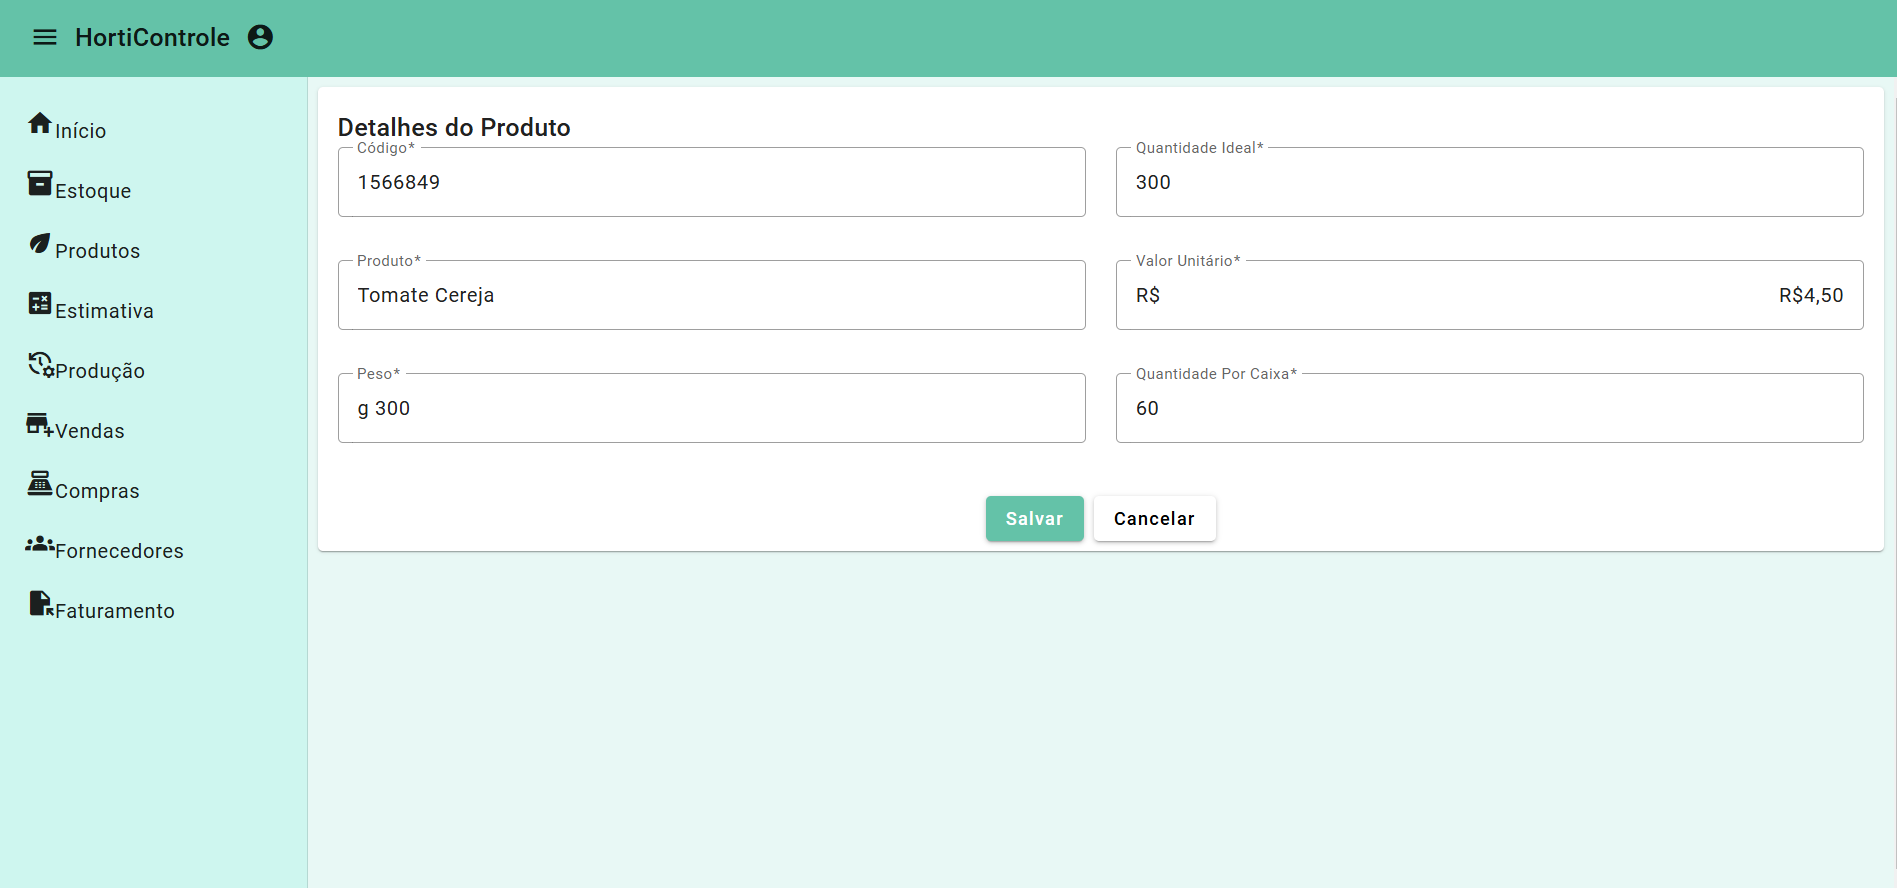 HortiControle
Início
Estoque
Produtos
Estimativa
Produção
Vendas
Compras
Fornecedores
Faturamento
Detalhes do Produto
Código*
1566849
Quantidade Ideal*
300
Produto*
Tomate Cereja
Valor Unitário*
R$ R$4,50
Peso*
g 300
Quantidade Por Caixa*
60
Salvar Cancelar